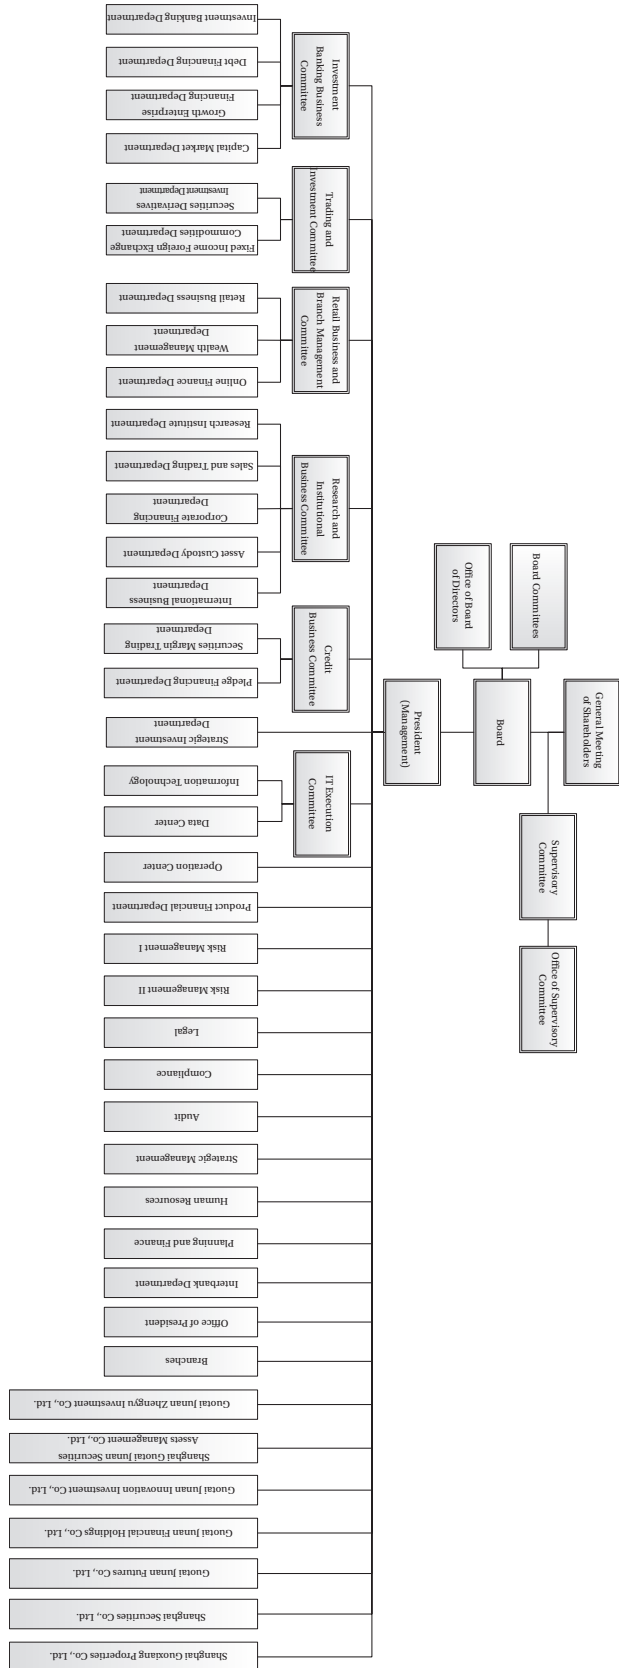 General Meeting
of Shareholders
Supervisory
Committee
Office of Supervisory
Committee
Board
Board Committees
Office of Board
of Directors
President
(Management)
Investment
Banking Business
Committee
Investment Banking Department
Debt Financing Department
Growth Enterprise
Financing Department
Capital Market Department
Trading and
Investment Committee
Securities Derivatives
Investment Department
Fixed Income Foreign Exchange
Commodities Department
Retail Business and
Branch Management
Committee
Retail Business Department
Wealth Management
Department
Online Finance Department
Research and
Institutional
Business Committee
Research Institute Department
Sales and Trading Department
Corporate Financing
Department
Asset Custody Department
International Business
Department
Credit
Business Committee
Securities Margin Trading
Department
Pledge Financing Department
Strategic Investment
Department
IT Execution
Committee
Information Technology
Data Center
Operation Center
Product Financial Department
Risk Management I
Risk Management II
Legal
Compliance
Audit
Strategic Management
Human Resources
Planning and Finance
Interbank Department
Office of President
Branches
Guotai Junan Zhengyu Investment Co., Ltd.
Shanghai Guotai Junan Securities
Assets Management Co., Ltd.
Guotai Junan Innovation Investment Co., Ltd.
Guotai Junan Financial Holdings Co., Ltd.
Guotai Junan Futures Co., Ltd.
Shanghai Securities Co., Ltd.
Shanghai Guoxiang Properties Co., Ltd.